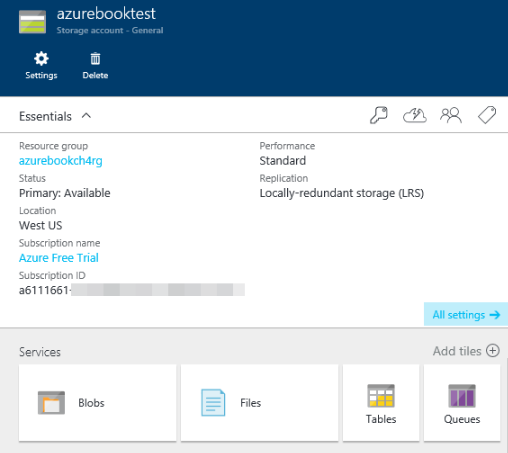 azurebooktest
Storage account - General
Settings
Delete
Essentials
Resource group
azurebookch4rg
Status
Primary: Available
Location
West US
Subscription name
Azure Free Trial
Subscription ID
a6111661-
Performance
Standard
Replication
Locally-redundant storage (LRS)
All settings
Services
Add tiles
Blobs
Files
Tables
Queues